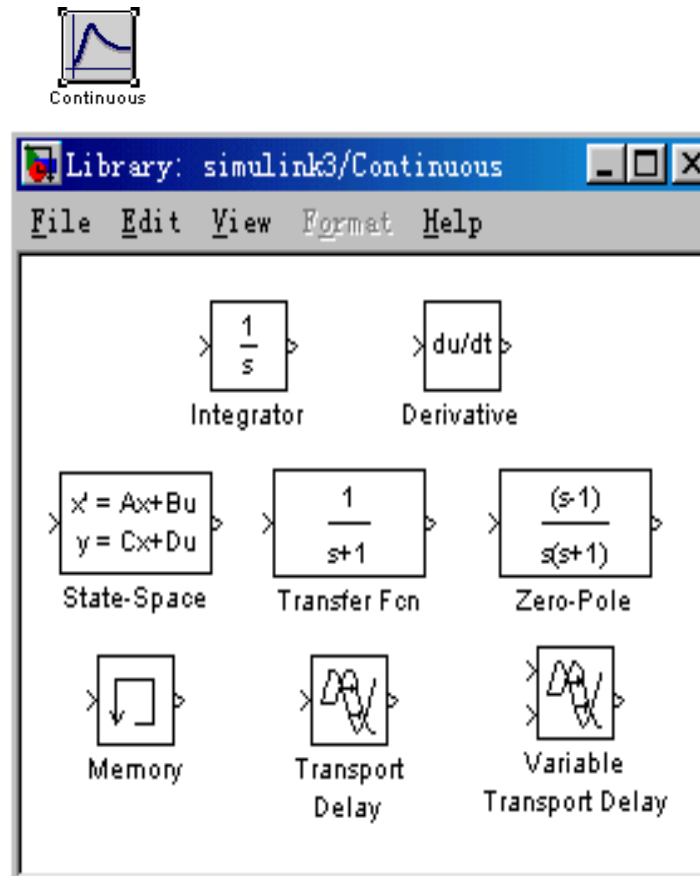 Continuous
Library: simulink3/Continuous
File Edit View Format Help
1
s
Integrator
du/dt
Derivative
x' = Ax+Bu
y = Cx+Du
State-Space
1
s+1
Transfer Fcn
(s-1)
s(s+1)
Zero-Pole
Memory
Transport
Delay
Variable
Transport Delay